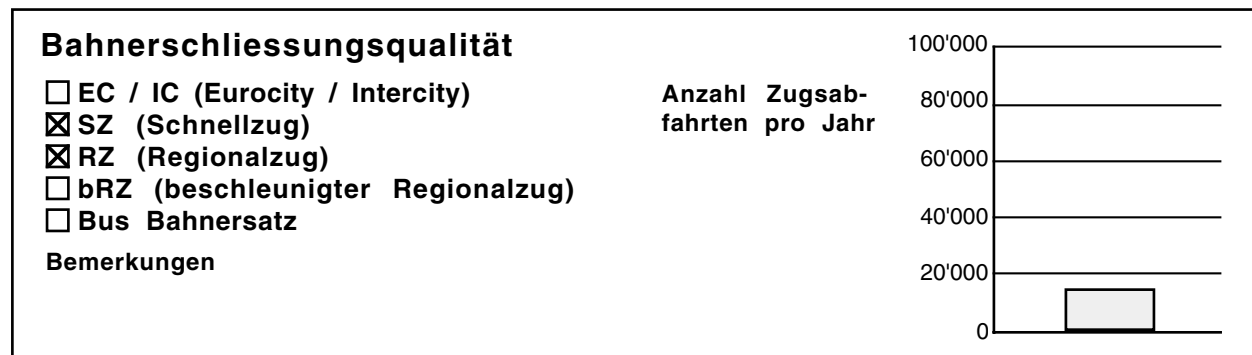 Bahnerschliessungsqualität
EC / IC (Eurocity / Intercity)
SZ (Schnellzug)
RZ (Regionalzug)
bRZ (beschleunigter Regionalzug)
Bus Bahnersatz
Bemerkungen
Anzahl Zugsab-
fahrten pro Jahr
100'000
80'000
60'000
40'000
20'000
0